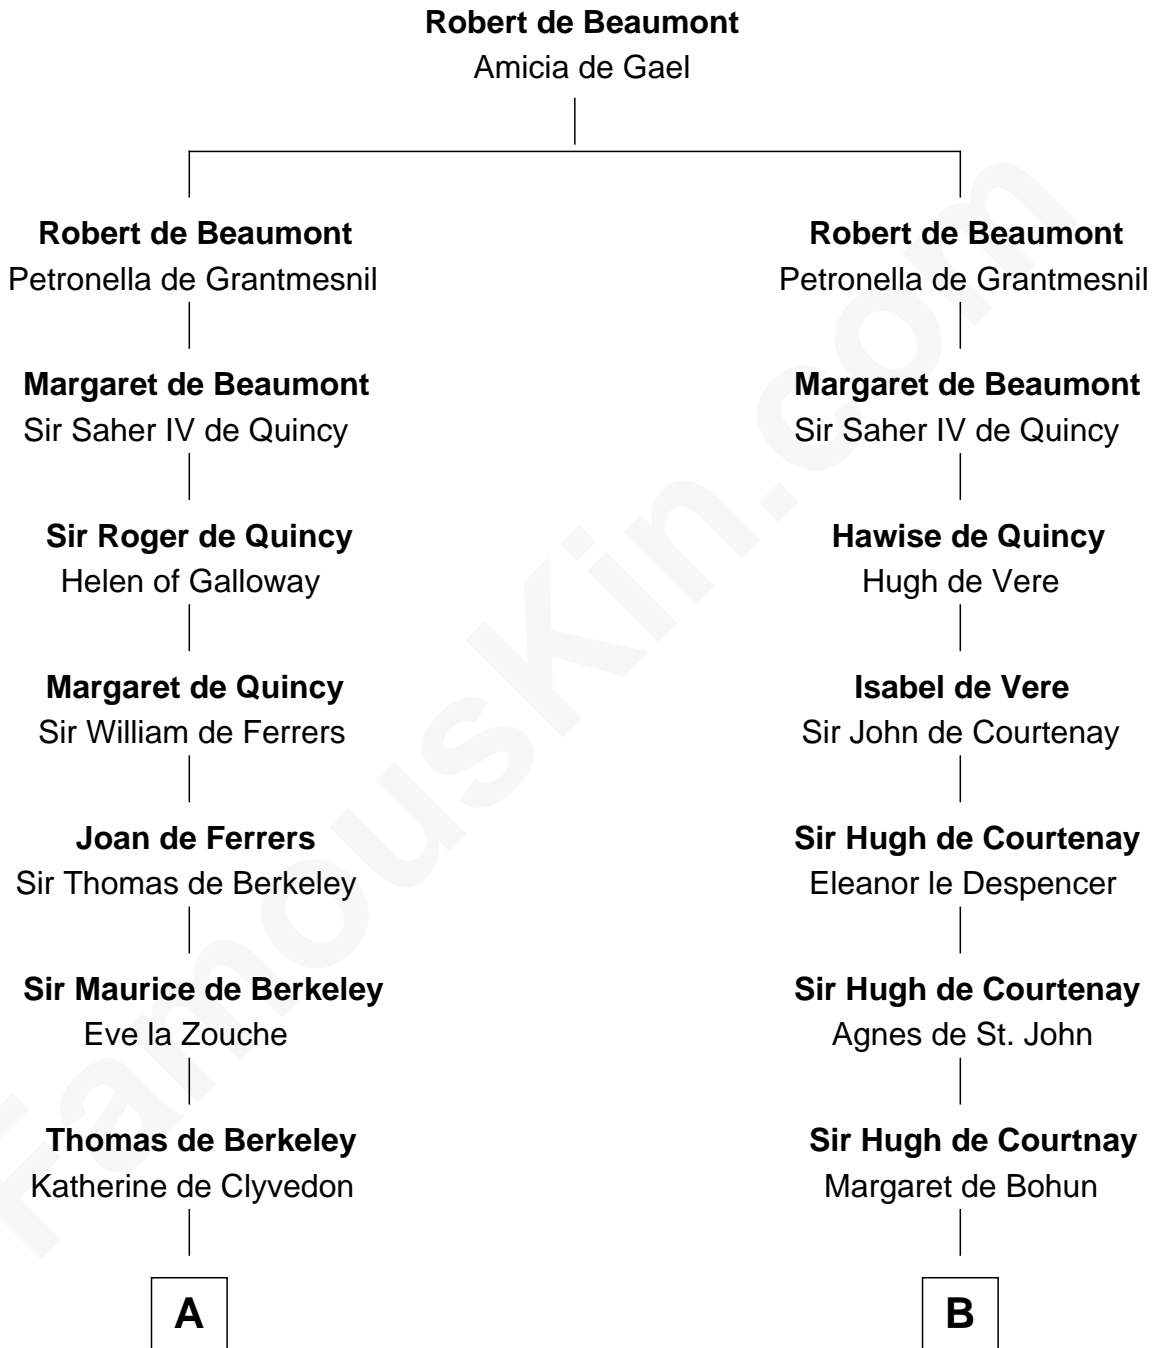 Robert de Beaumont
Amicia de Gael
Robert de Beaumont
Petronella de Grantmesnil
Margaret de Beaumont
Sir Saher IV de Quincy
Sir Roger de Quincy
Helen of Galloway
Margaret de Quincy
Sir William de Ferrers
Joan de Ferrers
Sir Thomas de Berkeley
Sir Maurice de Berkeley
Eve la Zouche
Thomas de Berkeley
Katherine de Clyvedon
A
Robert de Beaumont
Petronella de Grantmesnil
Margaret de Beaumont
Sir Saher IV de Quincy
Hawise de Quincy
Hugh de Vere
Isabel de Vere
Sir John de Courtenay
Sir Hugh de Courtenay
Eleanor le Despencer
Sir Hugh de Courtenay
Agnes de St. John
Sir Hugh de Courtnay
Margaret de Bohun
B
FamousKin.com